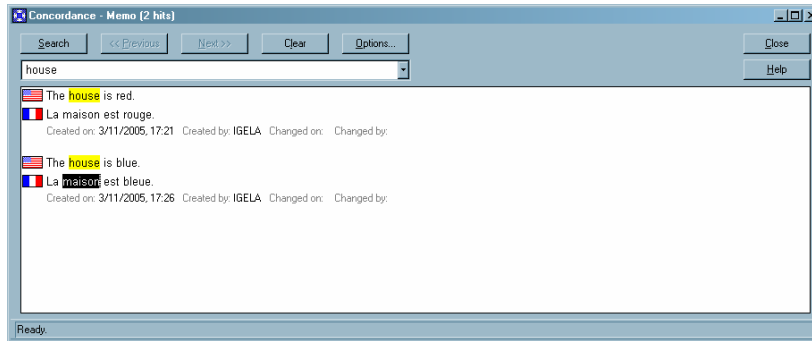 Concordance - Memo (2 hits)
Search << Previous Next >> Clear Options... Close
house Help
The house is red.
La maison est rouge.
Created on: 3/11/2005, 17:21 Created by: IGELA Changed on: Changed by:
The house is blue.
La maison est bleue.
Created on: 3/11/2005, 17:26 Created by: IGELA Changed on: Changed by:
Ready.